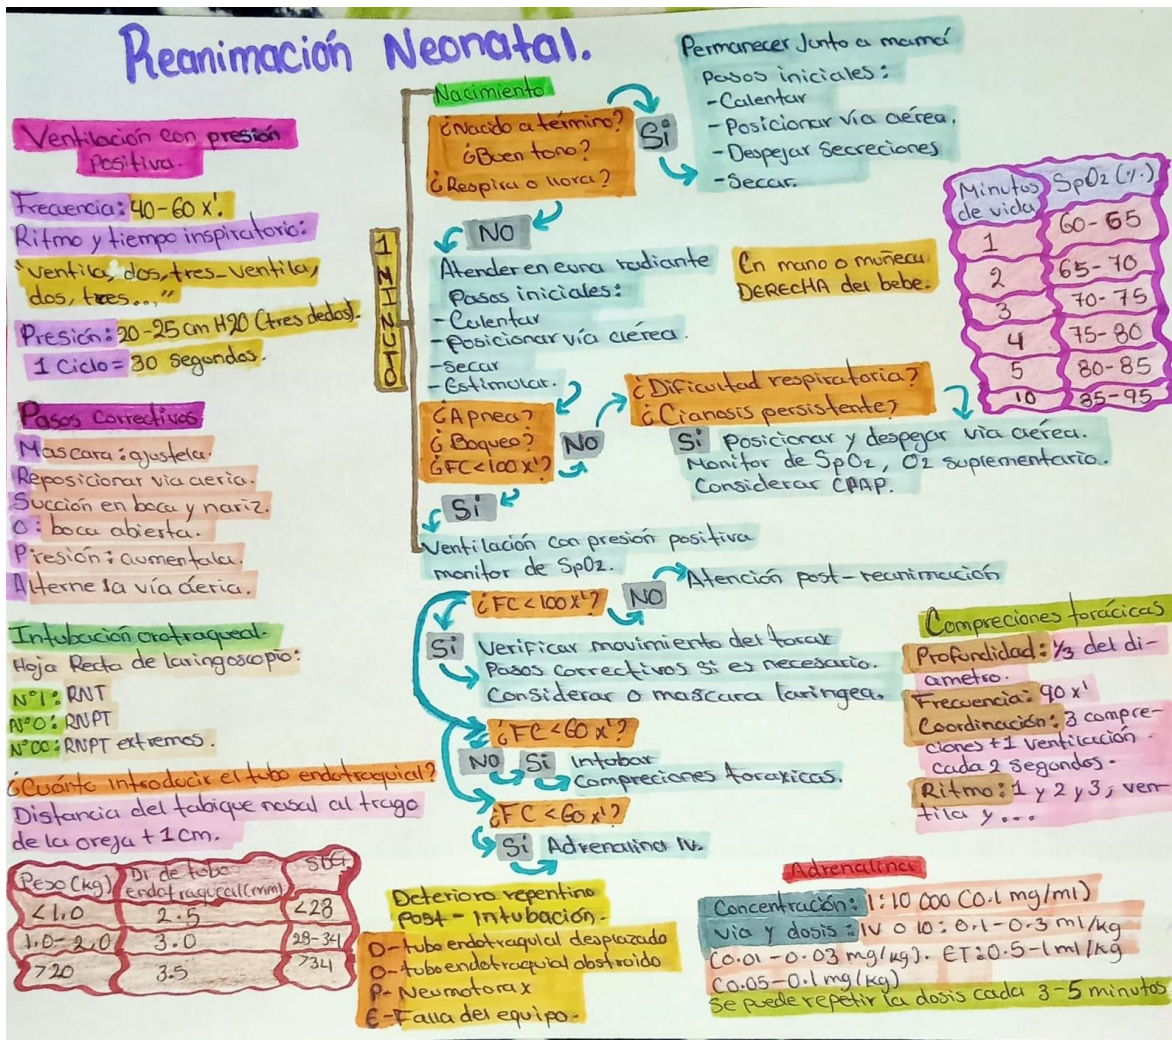 Reanimación Neonatal.
Ventilación con presión
Positiva.
Frecuencia: 40-60 x'.
Ritmo y tiempo inspiratorio:
"ventila, dos, tres-ventila,
dos, tres..."
Presión: 20-25 cm H20 (tres dedos).
1 Ciclo = 30 segundos.
Pasos correctivos
Mascara: ajustela.
Reposicionar via aeria.
Succión en boca y nariz.
O: boca abierta.
Presión: aumentala.
Alterne la vía aeria.
Intubación orotraqueal.
Hoja Recta de laringoscopio:
N°1: RNT
N°0: RNPT
N°00: RNPT extremos.
¿Cuánto introducir el tubo endotraquial?
Distancia del tabique nasal al trago
de la oreja + 1 cm.
Peso (kg) DI de tubo endotraqueal (mm) SDG
<1.0 2.5 <28
1.0-2.0 3.0 28-34
>20 3.5 >34
1 MINUTO
Nacimiento
¿Nacido a término?
¿Buen tono?
¿Respira o llora?
Si
Permanecer Junto a mamá
Pasos iniciales:
-Calentar
-Posicionar vía aérea.
-Despejar Secreciones
-Secar.
NO
Atender en cuna radiante
Pasos iniciales:
-Calentar
-Posicionar vía aérea.
-secar
-Estimular.
¿Apnea?
¿Boqueo?
¿FC<100 x'?
NO
¿Dificultad respiratoria?
¿Cianosis persistente?
Si Posicionar y despejar via aerea.
Monitor de SpO2, O2 suplementario.
Considerar CPAP.
En mano o muñeca
DERECHA del bebe.
Minutos de vida SpO2 (%)
1 60-65
2 65-70
3 70-75
4 75-80
5 80-85
10 85-95
Si
Ventilación con presión positiva
monitor de SpO2.
¿FC<100 x'?
NO
Atención post-reanimación
Si Verificar movimiento del torax
Pasos correctivos Si es necesario.
Considerar o mascara laringea.
¿FC<60 x'?
NO Si Intubar
Compreciones toraxicas.
¿FC<60 x'?
Si Adrenalina IV.
Compreciones torácicas
Profundidad: 1/3 del di-
ametro.
Frecuencia: 90 x'
Coordinación: 3 compre-
ciones + 1 ventilación
cada 2 segundos.
Ritmo: 1 y 2 y 3, ven-
tila y...
Deterioro repentino
post-Intubación.
D-tubo endotraquial desplazado
O-tubo endotraquial obstruido
P-Neumotorax
E-Falla del equipo.
Adrenalina
Concentración: 1:10 000 (0.1 mg/ml)
via y dosis: IV o IO: 0.1-0.3 ml/kg
(0.01-0.03 mg/kg). ET: 0.5-1 ml/kg
(0.05-0.1 mg/kg)
Se puede repetir la dosis cada 3-5 minutos